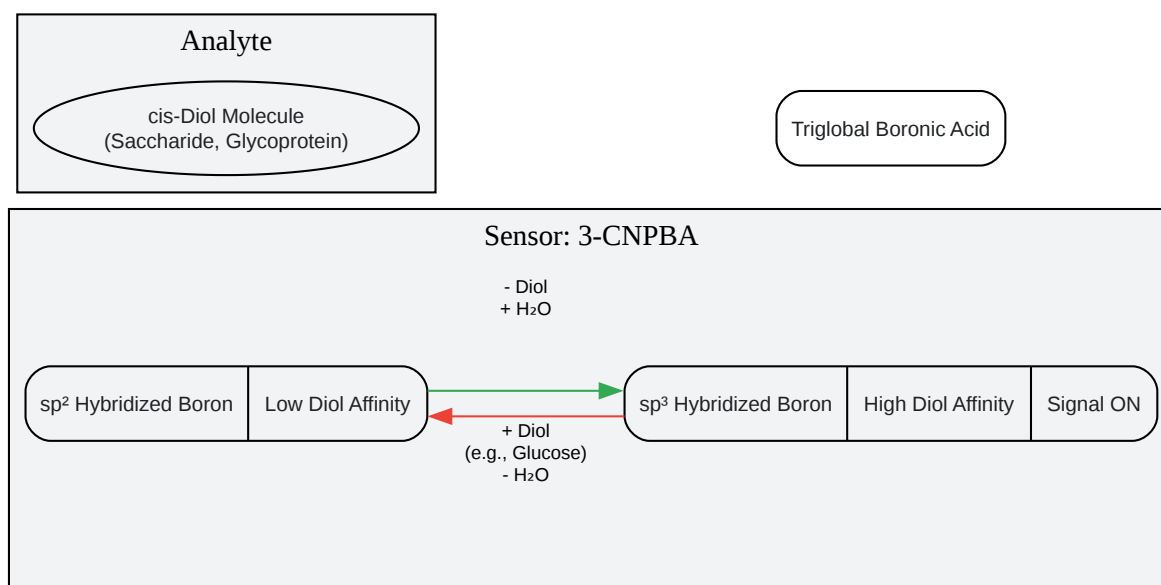 Analyte
cis-Diol Molecule
(Saccharide, Glycoprotein)
Triglobal Boronic Acid
Sensor: 3-CNPBA
- Diol
+ H₂O
sp² Hybridized Boron
Low Diol Affinity
sp³ Hybridized Boron
High Diol Affinity
Signal ON
+ Diol
(e.g., Glucose)
- H₂O